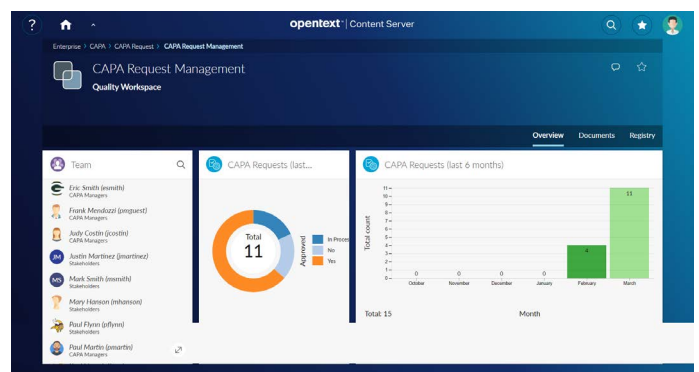 ?
opentext™ | Content Server
Enterprise > CAPA > CAPA Request > CAPA Request Management
CAPA Request Management
Quality Workspace
Overview Documents Registry
Team
Eric Smith (esmith)
CAPA Managers
Frank Mendozzi (pmguest)
CAPA Managers
Judy Costin (jcostin)
CAPA Managers
JM
Justin Martinez (jmartinez)
Stakeholders
MS
Mark Smith (msmith)
Stakeholders
Mary Hanson (mhanson)
Stakeholders
Paul Flynn (pflynn)
Stakeholders
Paul Martin (pmartin)
CAPA Managers
CAPA Requests (last...
Total
11
Approved
In Proces
No
Yes
CAPA Requests (last 6 months)
Total count
11
10
9
8
7
6
5
4
3
2
1
0
0 0 0 0 4 11
October November December January February March
Total: 15 Month